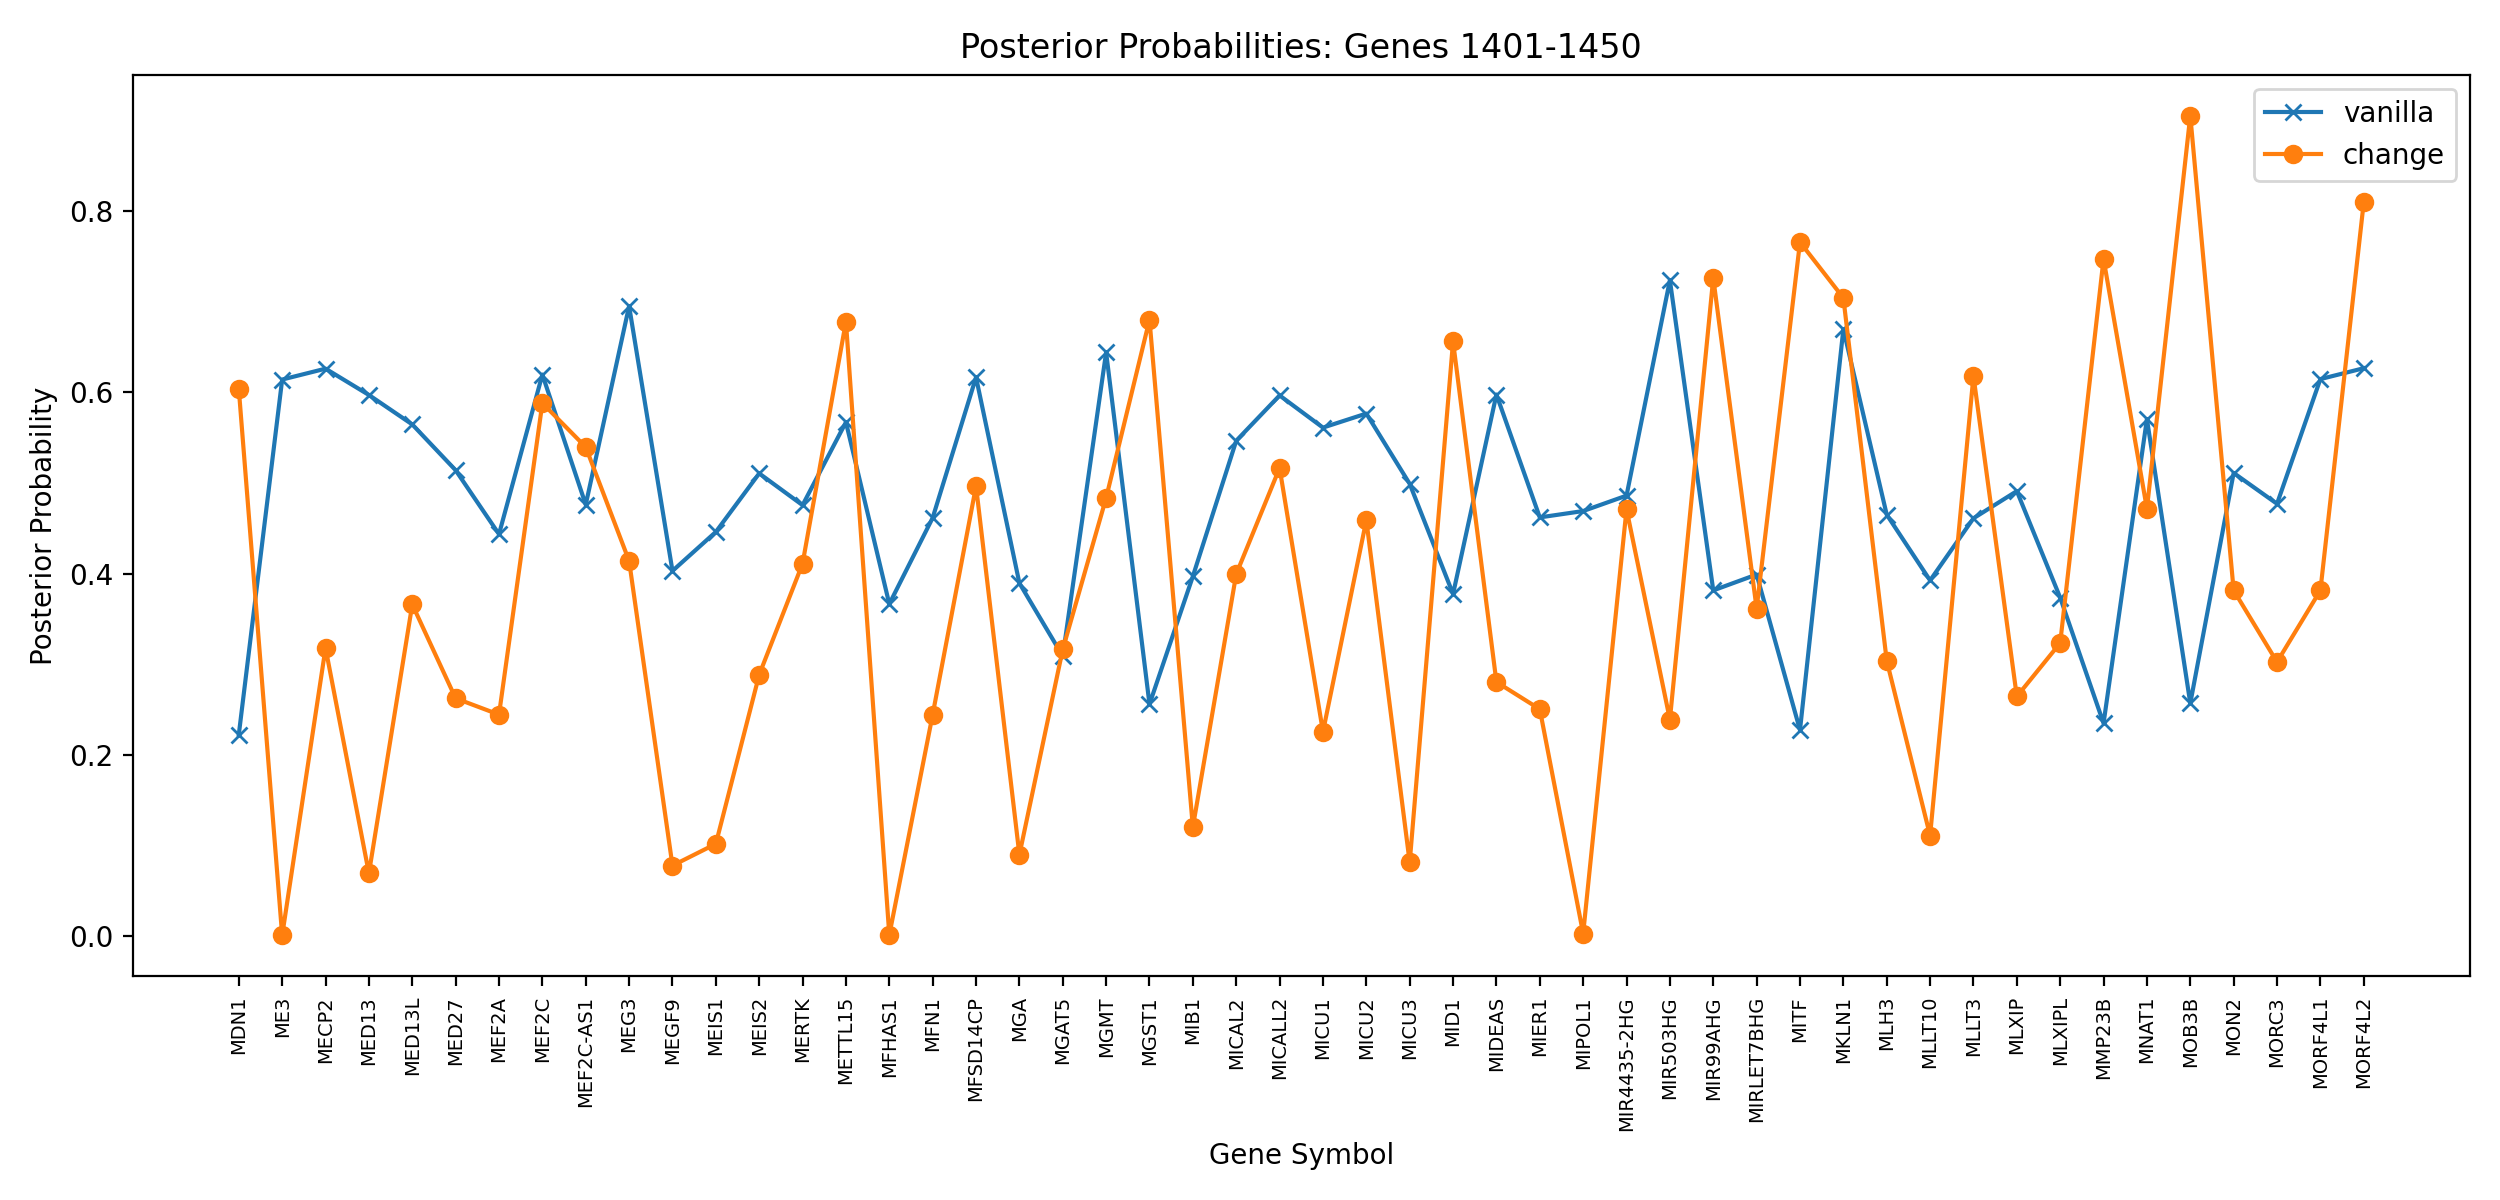 Posterior Probabilities: Genes 1401-1450
vanilla
change
Posterior Probability
0.8
0.6
0.4
0.2
0.0
MDN1
ME3
MECP2
MED13
MED13L
MED27
MEF2A
MEF2C
MEF2C-AS1
MEG3
MEGF9
MEIS1
MEIS2
MERTK
METTL15
MFHAS1
MFN1
MFSD14CP
MGA
MGAT5
MGMT
MGST1
MIB1
MICAL2
MICALL2
MICU1
MICU2
MICU3
MID1
MIDEAS
MIER1
MIPOL1
MIR4435-2HG
MIR503HG
MIR99AHG
MIRLET7BHG
MITF
MKLN1
MLH3
MLLT10
MLLT3
MLXIP
MLXIPL
MMP23B
MNAT1
MOB3B
MON2
MORC3
MORF4L1
MORF4L2
Gene Symbol